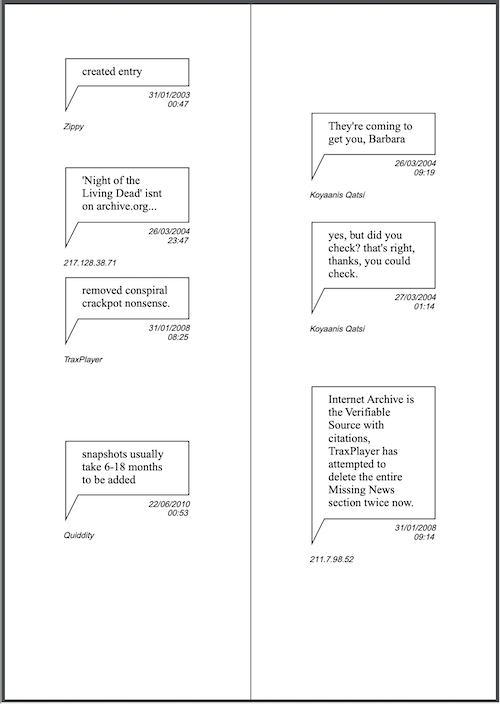 created entry
31/01/2003
00:47
Zippy
'Night of the
Living Dead' isnt
on archive.org...
26/03/2004
23:47
217.128.38.71
removed conspiral
crackpot nonsense.
31/01/2008
08:25
TraxPlayer
snapshots usually
take 6-18 months
to be added
22/06/2010
00:53
Quiddity
They're coming to
get you, Barbara
26/03/2004
09:19
Koyaanis Qatsi
yes, but did you
check? that's right,
thanks, you could
check.
27/03/2004
01:14
Koyaanis Qatsi
Internet Archive is
the Verifiable
Source with
citations,
TraxPlayer has
attempted to
delete the entire
Missing News
section twice now.
31/01/2008
09:14
211.7.98.52